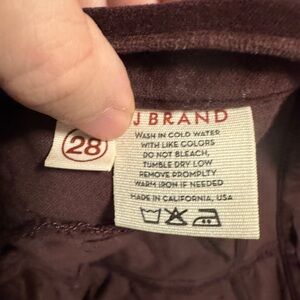 J BRAND
28
WASH IN COLD WATER
WITH LIKE COLORS
DO NOT BLEACH,
TUMBLE DRY LOW
REMOVE PROMPLTY
WARM IRON IF NEEDED
MADE IN CALIFORNIA, USA